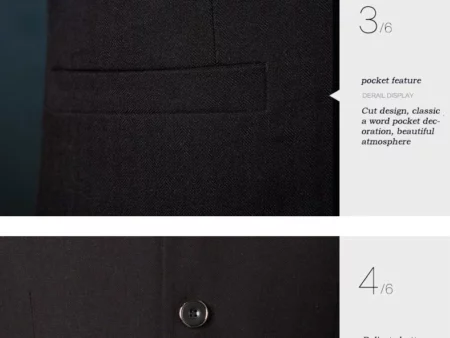 3/6
pocket feature
DERAIL DISPLAY
Cut design, classic
a word pocket dec-
oration, beautiful
atmosphere
4/6